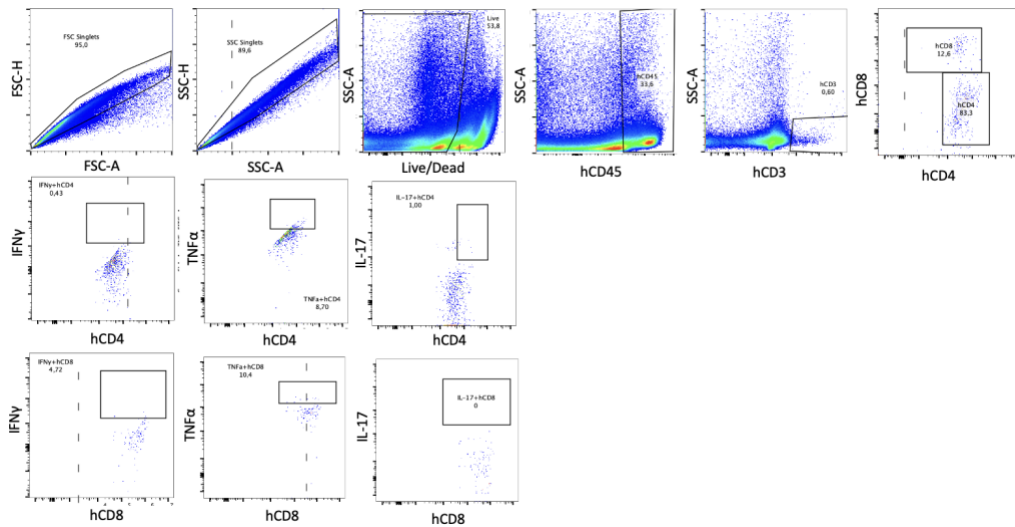 FSC-H
FSC Singlets
95,0
FSC-A
SSC-H
SSC Singlets
89,6
SSC-A
SSC-A
Live
53,8
Live/Dead
SSC-A
hCD45
33,6
hCD45
SSC-A
hCD3
0,60
hCD3
hCD8
hCD8
12,6
hCD4
83,3
hCD4
IFNγ
IFNγ+hCD4
0,43
hCD4
TNFα
TNFa+hCD4
8,70
hCD4
IL-17
IL-17+hCD4
1,00
hCD4
IFNγ
IFNγ+hCD8
4,72
hCD8
TNFα
TNFa+hCD8
10,4
hCD8
IL-17
IL-17+hCD8
0
hCD8